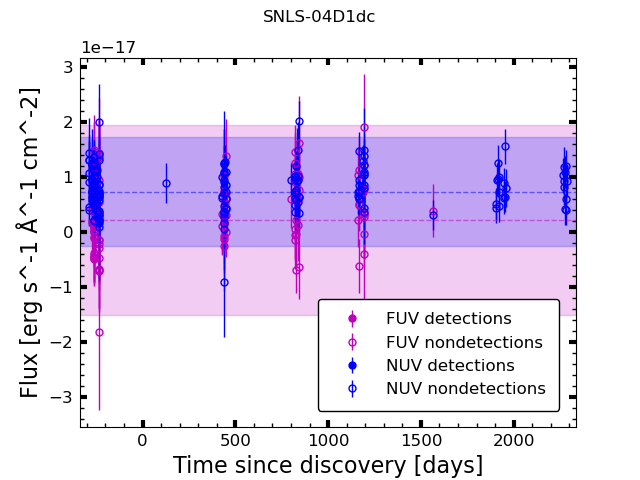 SNLS-04D1dc
1e−17
3
2
1
0
−1
−2
−3
Flux [erg s^-1 Å^-1 cm^-2]
FUV detections
FUV nondetections
NUV detections
NUV nondetections
0 500 1000 1500 2000
Time since discovery [days]